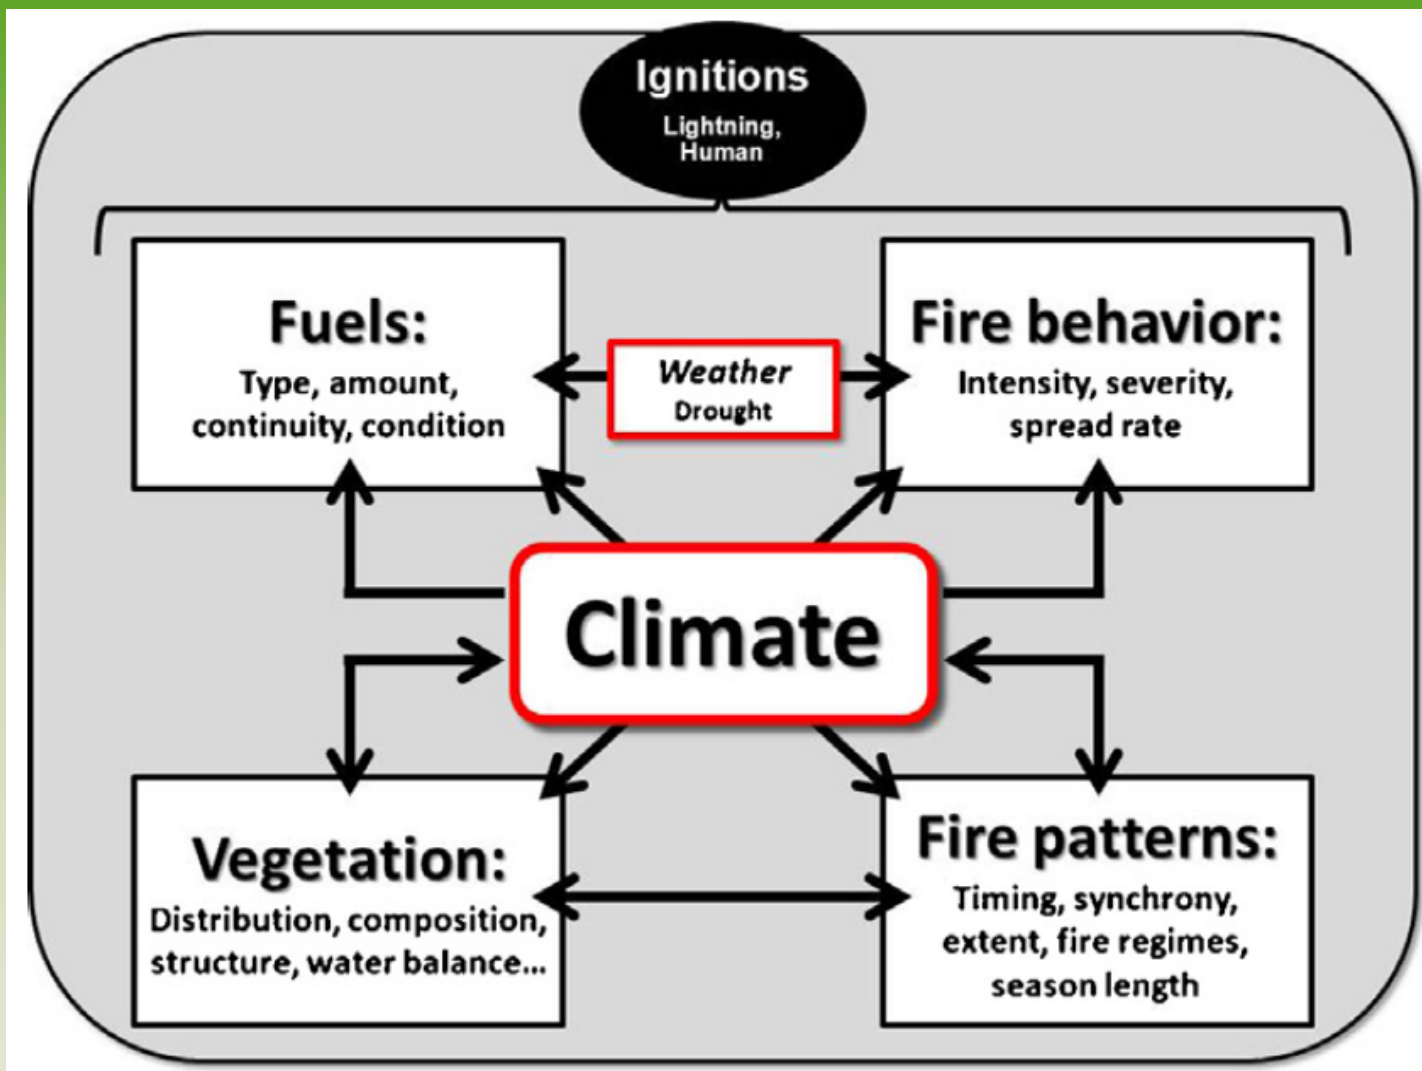 Ignitions
Lightning,
Human
Fuels:
Type, amount,
continuity, condition
Weather
Drought
Fire behavior:
Intensity, severity,
spread rate
Climate
Vegetation:
Distribution, composition,
structure, water balance...
Fire patterns:
Timing, synchrony,
extent, fire regimes,
season length